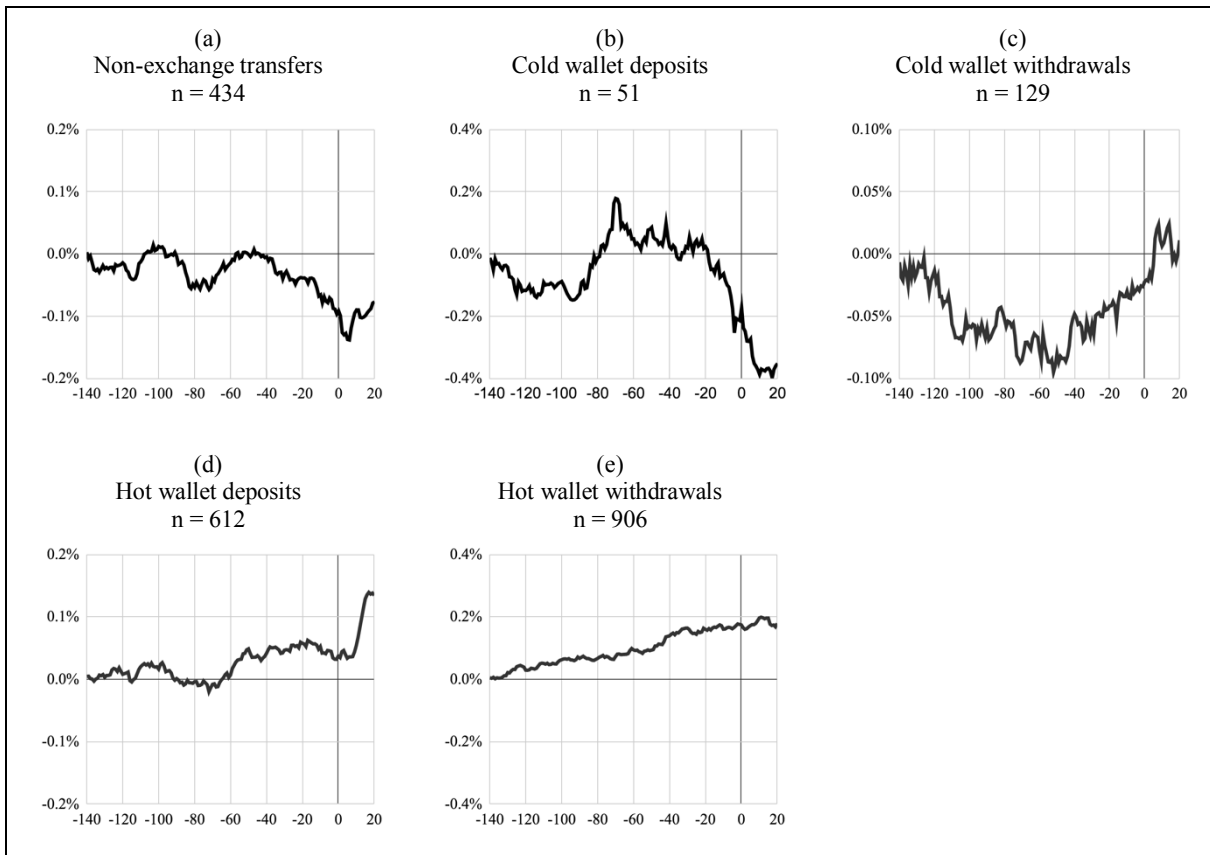 (a)
Non-exchange transfers
n = 434
0.2%
0.1%
0.0%
-0.1%
-0.2%
-140 -120 -100 -80 -60 -40 -20 0 20
(b)
Cold wallet deposits
n = 51
0.4%
0.2%
0.0%
-0.2%
-0.4%
-140 -120 -100 -80 -60 -40 -20 0 20
(c)
Cold wallet withdrawals
n = 129
0.10%
0.05%
0.00%
-0.05%
-0.10%
-140 -120 -100 -80 -60 -40 -20 0 20
(d)
Hot wallet deposits
n = 612
0.2%
0.1%
0.0%
-0.1%
-0.2%
-140 -120 -100 -80 -60 -40 -20 0 20
(e)
Hot wallet withdrawals
n = 906
0.4%
0.2%
0.0%
-0.2%
-0.4%
-140 -120 -100 -80 -60 -40 -20 0 20